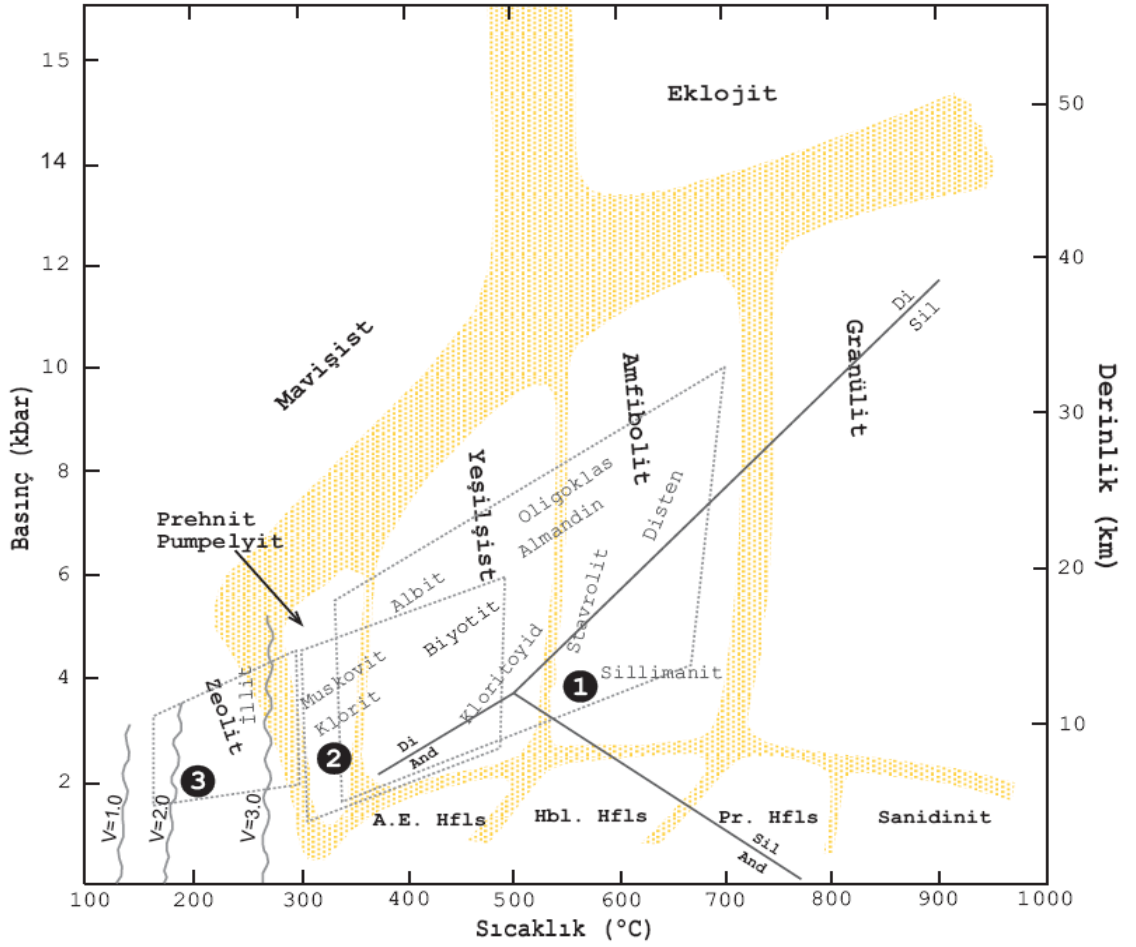 15
14
12
10
8
6
4
2
Basınç (kbar)
50
40
30
20
10
Derinlik (km)
Eklojit
Mavişist
Di
Sil
Granülit
Amfibolit
Yeşilşist
Oligoklas
Almandin
Disten
Prehnit
Pumpelyit
Albit
Biyotit
Stavrolit
Kloritoyid
Sillimanit
1
Muskovit
Klorit
2
İllit
Zeolit
3
Di
And
V=1.0
V=2.0
V=3.0
A.E. Hfls
Hbl. Hfls
Pr. Hfls
Sanidinit
Sil
And
100
200
300
400
500
600
700
800
900
1000
Sıcaklık (°C)